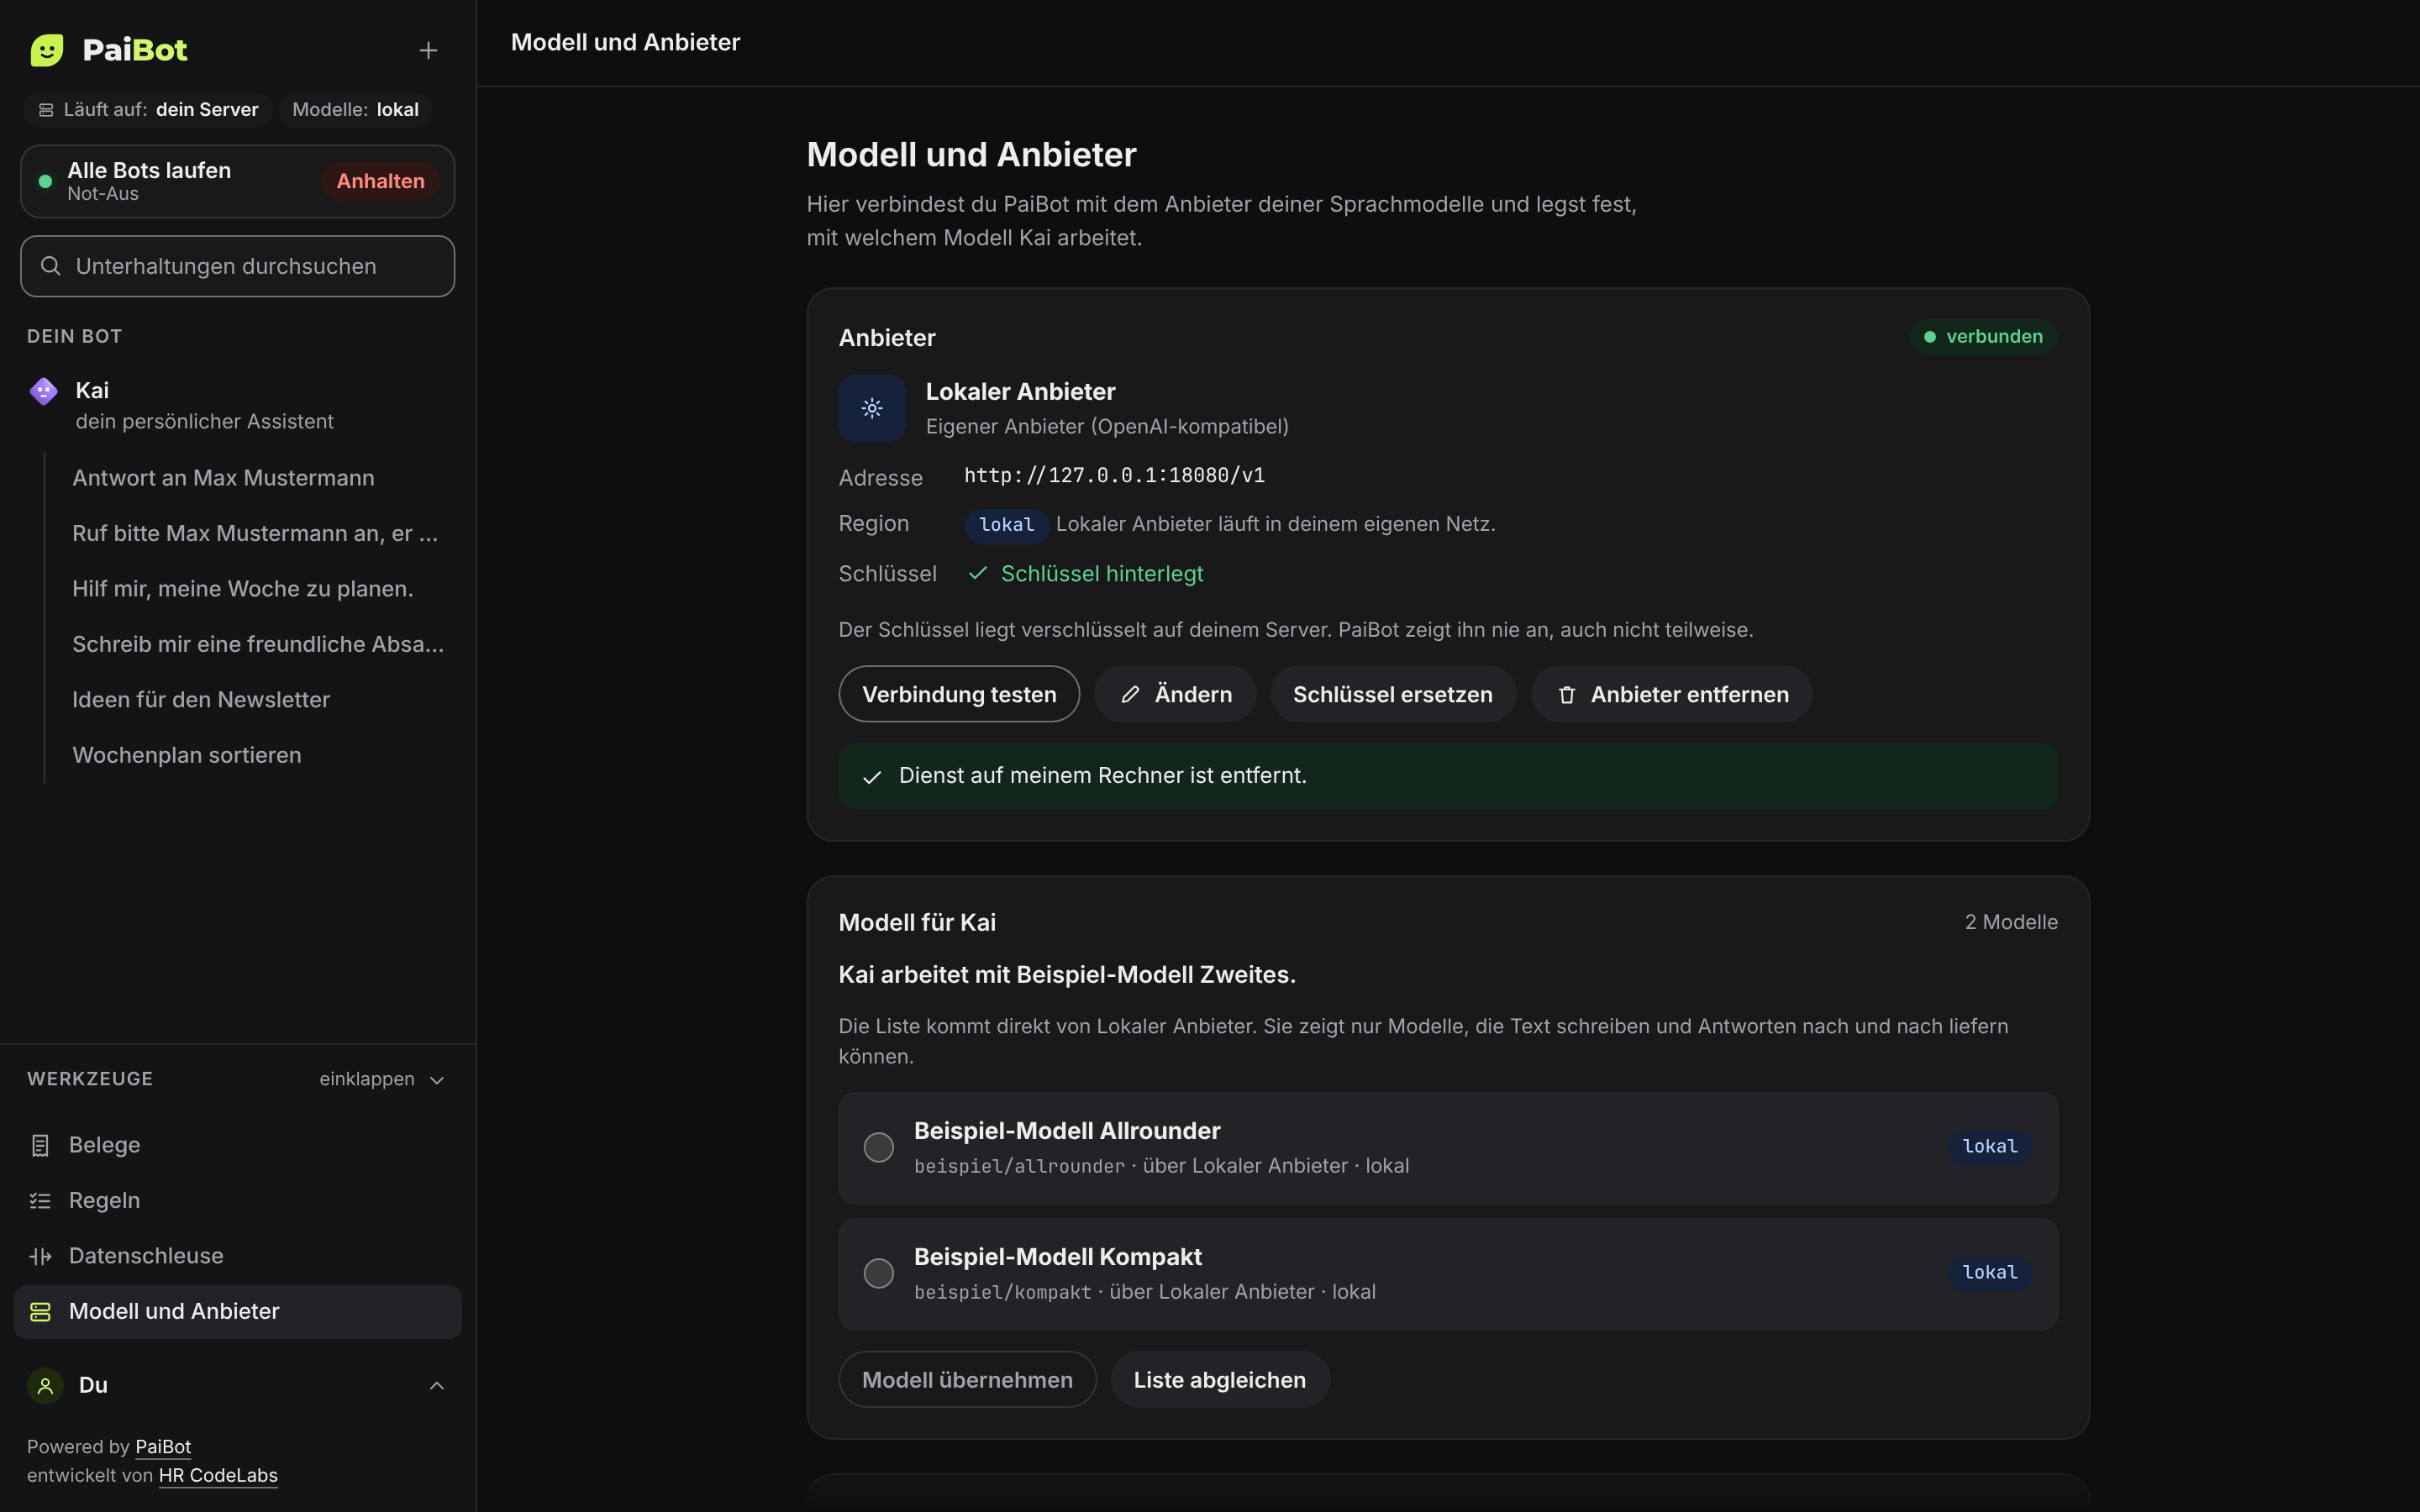 PaiBot
Läuft auf: dein Server
Modelle: lokal
Alle Bots laufen
Not-Aus
Anhalten
Unterhaltungen durchsuchen
DEIN BOT
Kai
dein persönlicher Assistent
Antwort an Max Mustermann
Ruf bitte Max Mustermann an, er ...
Hilf mir, meine Woche zu planen.
Schreib mir eine freundliche Absa...
Ideen für den Newsletter
Wochenplan sortieren
WERKZEUGE
einklappen
Belege
Regeln
Datenschleuse
Modell und Anbieter
Du
Powered by PaiBot
entwickelt von HR CodeLabs
Modell und Anbieter
Modell und Anbieter
Hier verbindest du PaiBot mit dem Anbieter deiner Sprachmodelle und legst fest,
mit welchem Modell Kai arbeitet.
Anbieter
verbunden
Lokaler Anbieter
Eigener Anbieter (OpenAI-kompatibel)
Adresse http://127.0.0.1:18080/v1
Region lokal Lokaler Anbieter läuft in deinem eigenen Netz.
Schlüssel Schlüssel hinterlegt
Der Schlüssel liegt verschlüsselt auf deinem Server. PaiBot zeigt ihn nie an, auch nicht teilweise.
Verbindung testen
Ändern
Schlüssel ersetzen
Anbieter entfernen
Dienst auf meinem Rechner ist entfernt.
Modell für Kai
2 Modelle
Kai arbeitet mit Beispiel-Modell Zweites.
Die Liste kommt direkt von Lokaler Anbieter. Sie zeigt nur Modelle, die Text schreiben und Antworten nach und nach liefern
können.
Beispiel-Modell Allrounder
beispiel/allrounder · über Lokaler Anbieter · lokal
lokal
Beispiel-Modell Kompakt
beispiel/kompakt · über Lokaler Anbieter · lokal
lokal
Modell übernehmen
Liste abgleichen